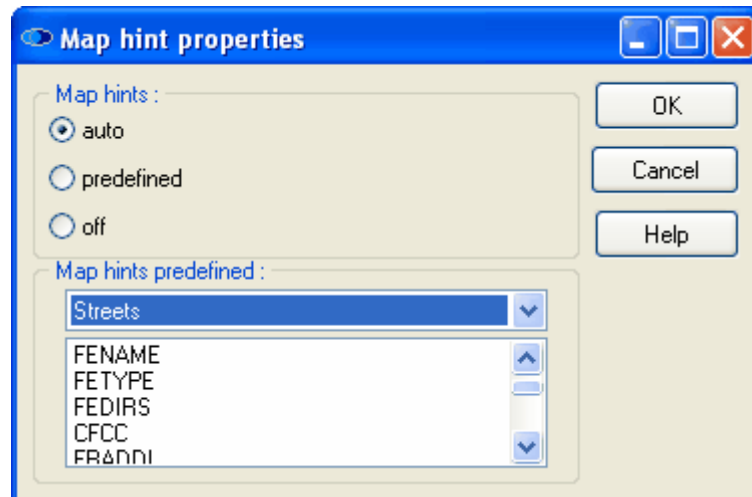 Map hint properties
Map hints :
auto
predefined
off
OK
Cancel
Help
Map hints predefined :
Streets
FENAME
FETYPE
FEDIRS
CFCC